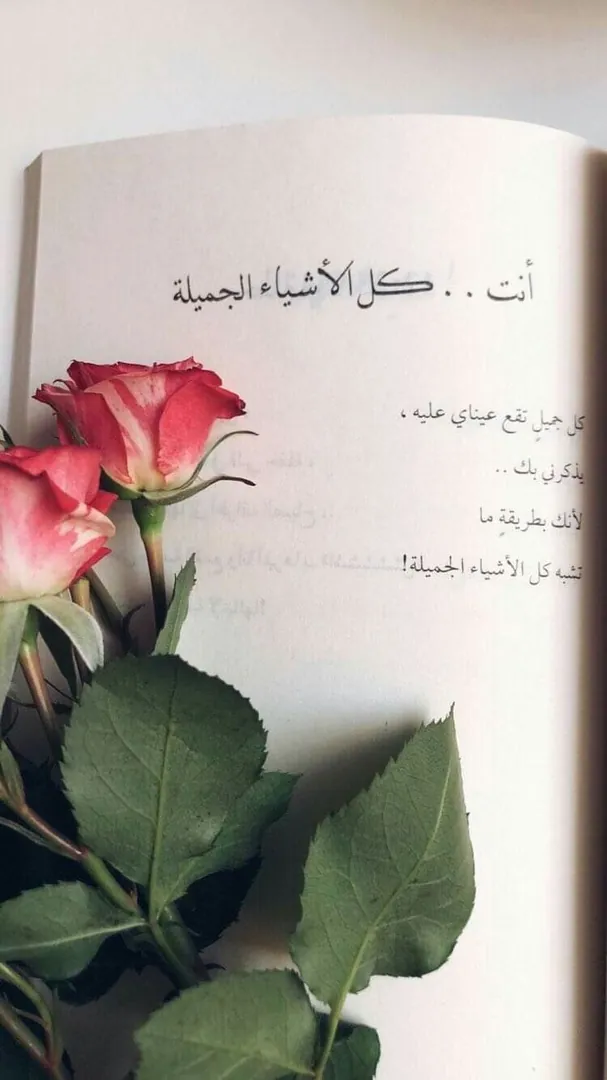 أنت . . كل الأشياء الجميلة
كل جميلٍ تقع عيناي عليه ،
يذكرني بك ..
لأنك بطريقةٍ ما
تشبه كل الأشياء الجميلة!